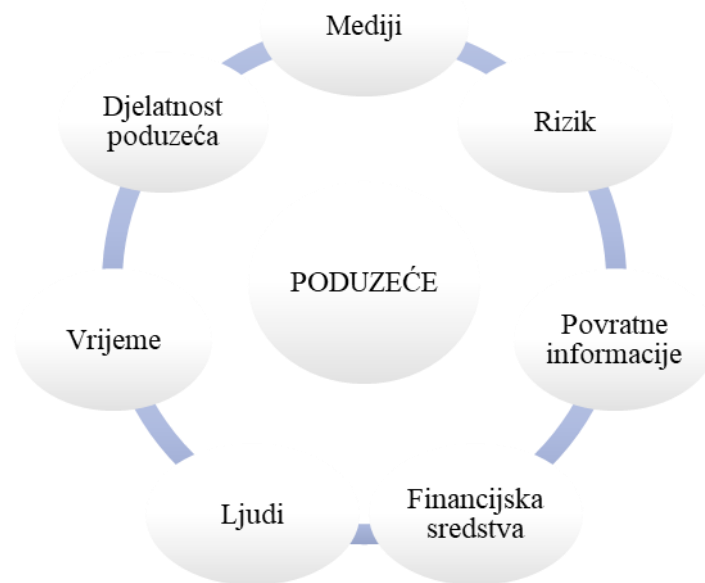 Mediji
Djelatnost
poduzeća
Rizik
PODUZEĆE
Vrijeme
Povratne
informacije
Ljudi
Financijska
sredstva